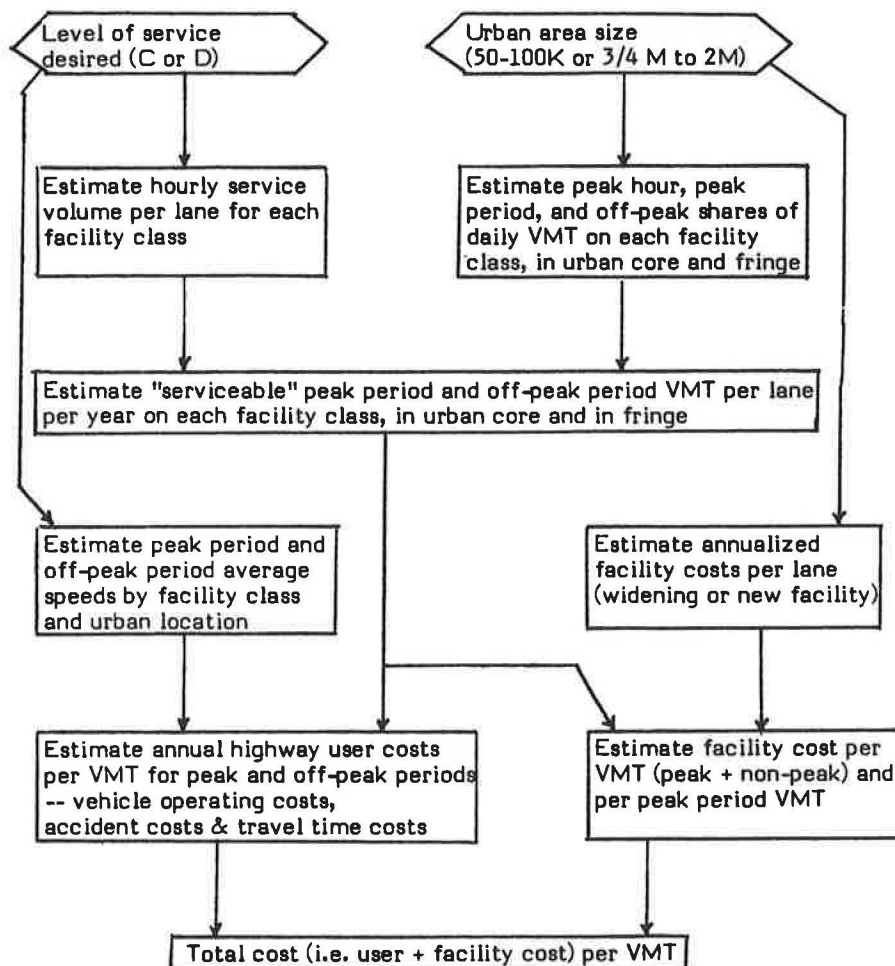 Level of service
desired (C or D)
Urban area size
(50-100K or 3/4 M to 2M)
Estimate hourly service
volume per lane for each
facility class
Estimate peak hour, peak
period, and off-peak shares of
daily VMT on each facility
class, in urban core and fringe
Estimate "serviceable" peak period and off-peak period VMT per lane
per year on each facility class, in urban core and in fringe
Estimate peak period and
off-peak period average
speeds by facility class
and urban location
Estimate annualized
facility costs per lane
(widening or new facility)
Estimate annual highway user costs
per VMT for peak and off-peak periods
-- vehicle operating costs,
accident costs & travel time costs
Estimate facility cost per
VMT (peak + non-peak) and
per peak period VMT
Total cost (i.e. user + facility cost) per VMT